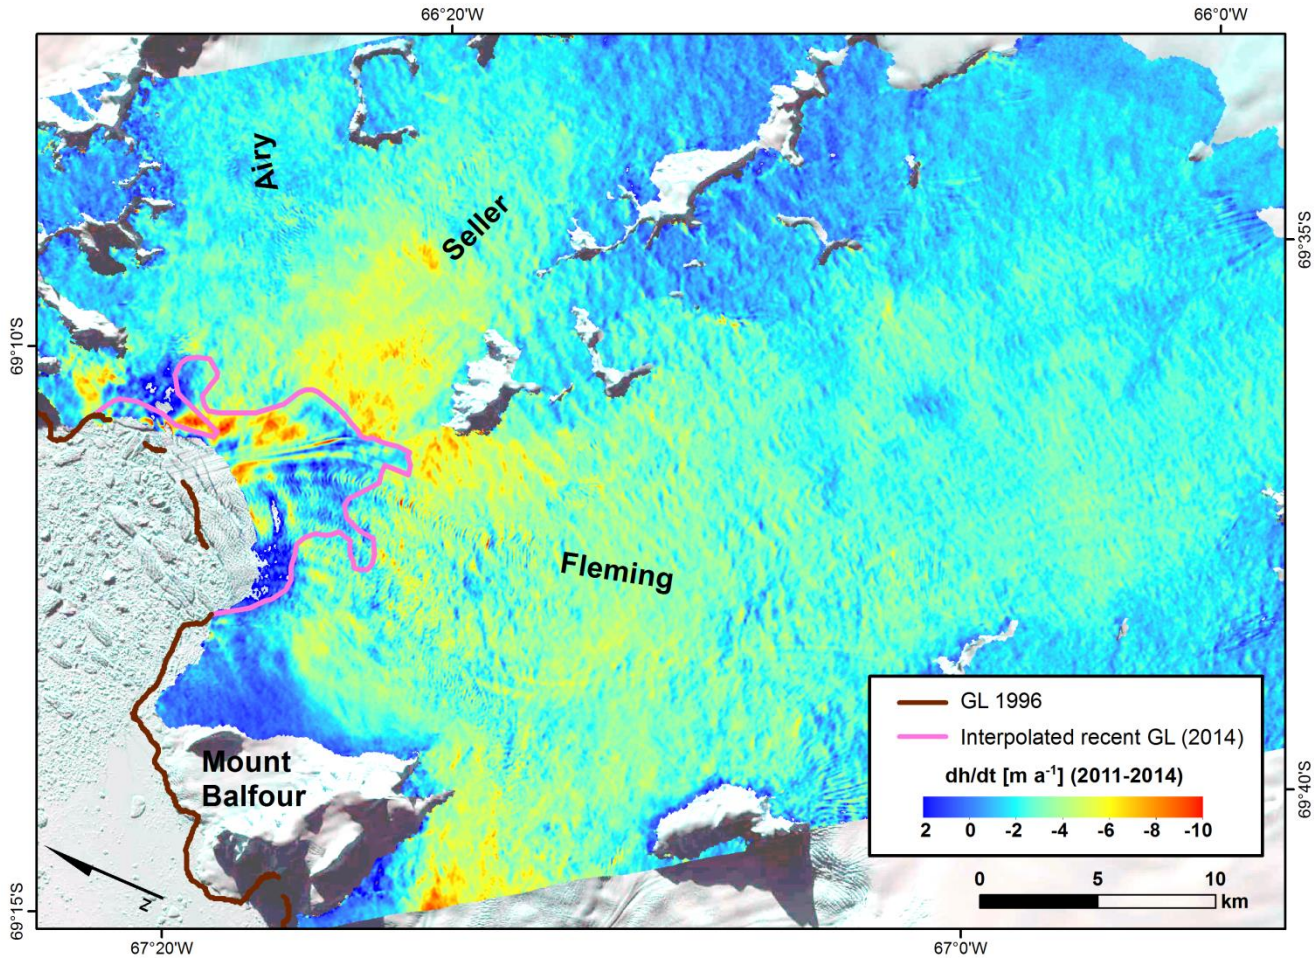 66°20'W
66°0'W
Airy
Seller
69°35'S
69°10'S
Fleming
GL 1996
Interpolated recent GL (2014)
dh/dt [m a⁻¹] (2011-2014)
2 0 -2 -4 -6 -8 -10
Mount
Balfour
69°40'S
N
0 5 10
km
69°15'S
67°20'W
67°0'W